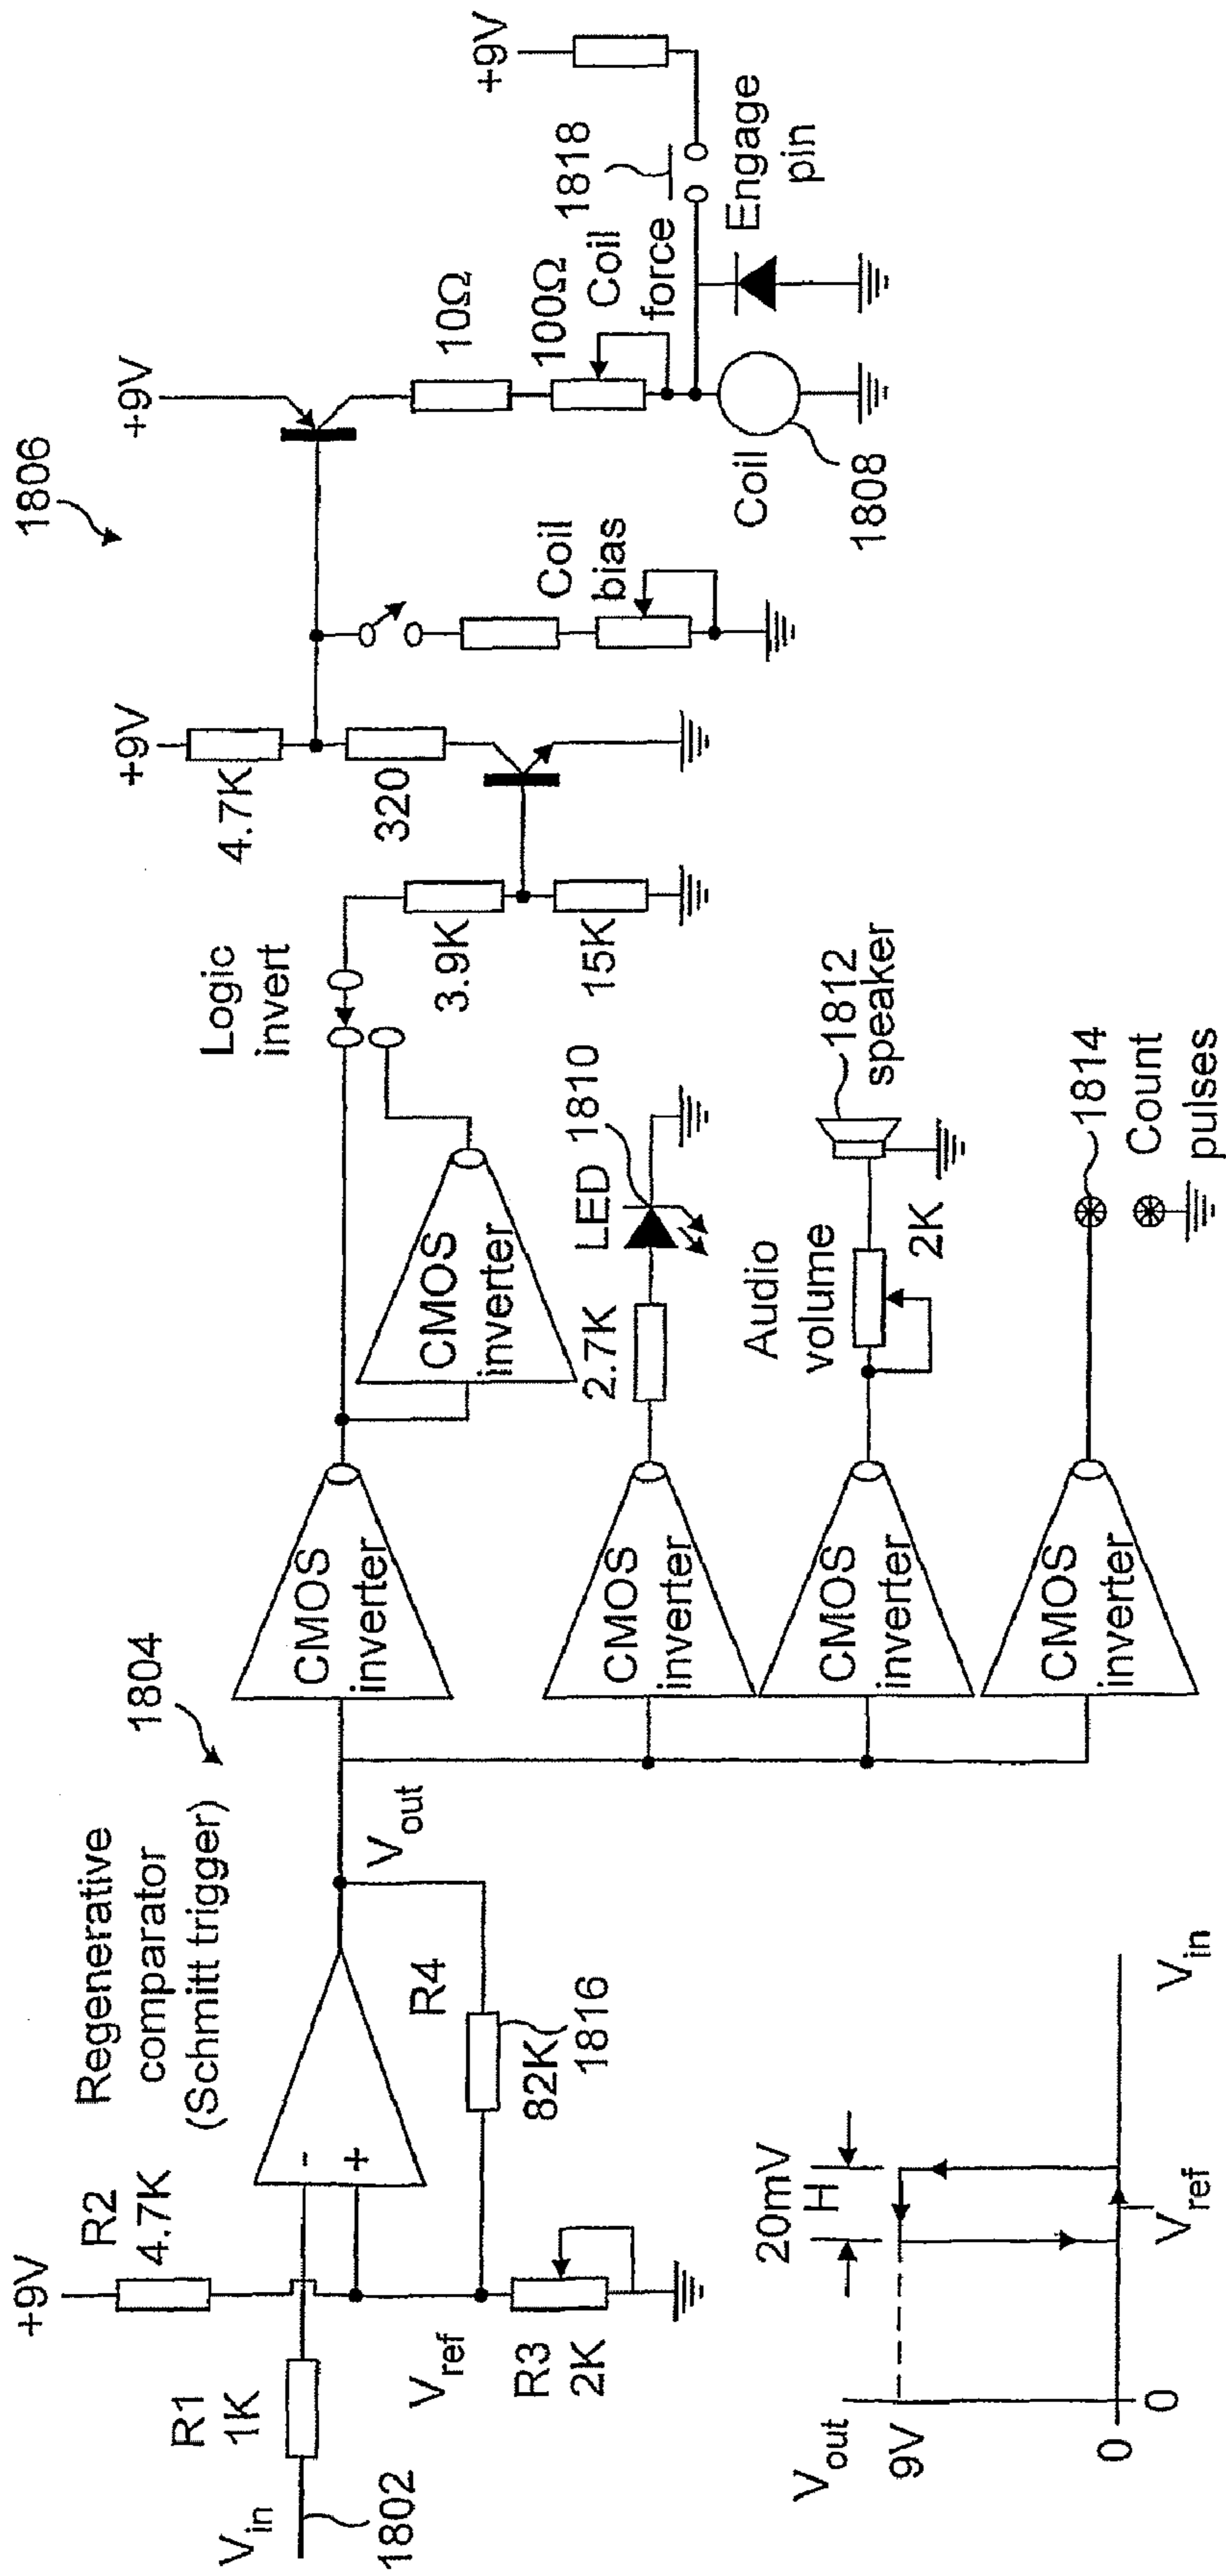 1806
+9V
+9V
+9V
4.7K
320
10Ω
100Ω
Coil
force
1818
Engage
pin
Coil
bias
Coil
1808
Logic
invert
3.9K
15K
1804
Regenerative
comparator
(Schmitt trigger)
+9V
R2
4.7K
R1
1K
Vin
1802
-
+
Vref
R3
2K
R4
82K
1816
Vout
CMOS
inverter
CMOS
inverter
CMOS
inverter
2.7K
LED
1810
CMOS
inverter
Audio
volume
2K
1812
speaker
CMOS
inverter
1814
Count
pulses
Vout
9V
0
0
20mV
H
Vref
Vin